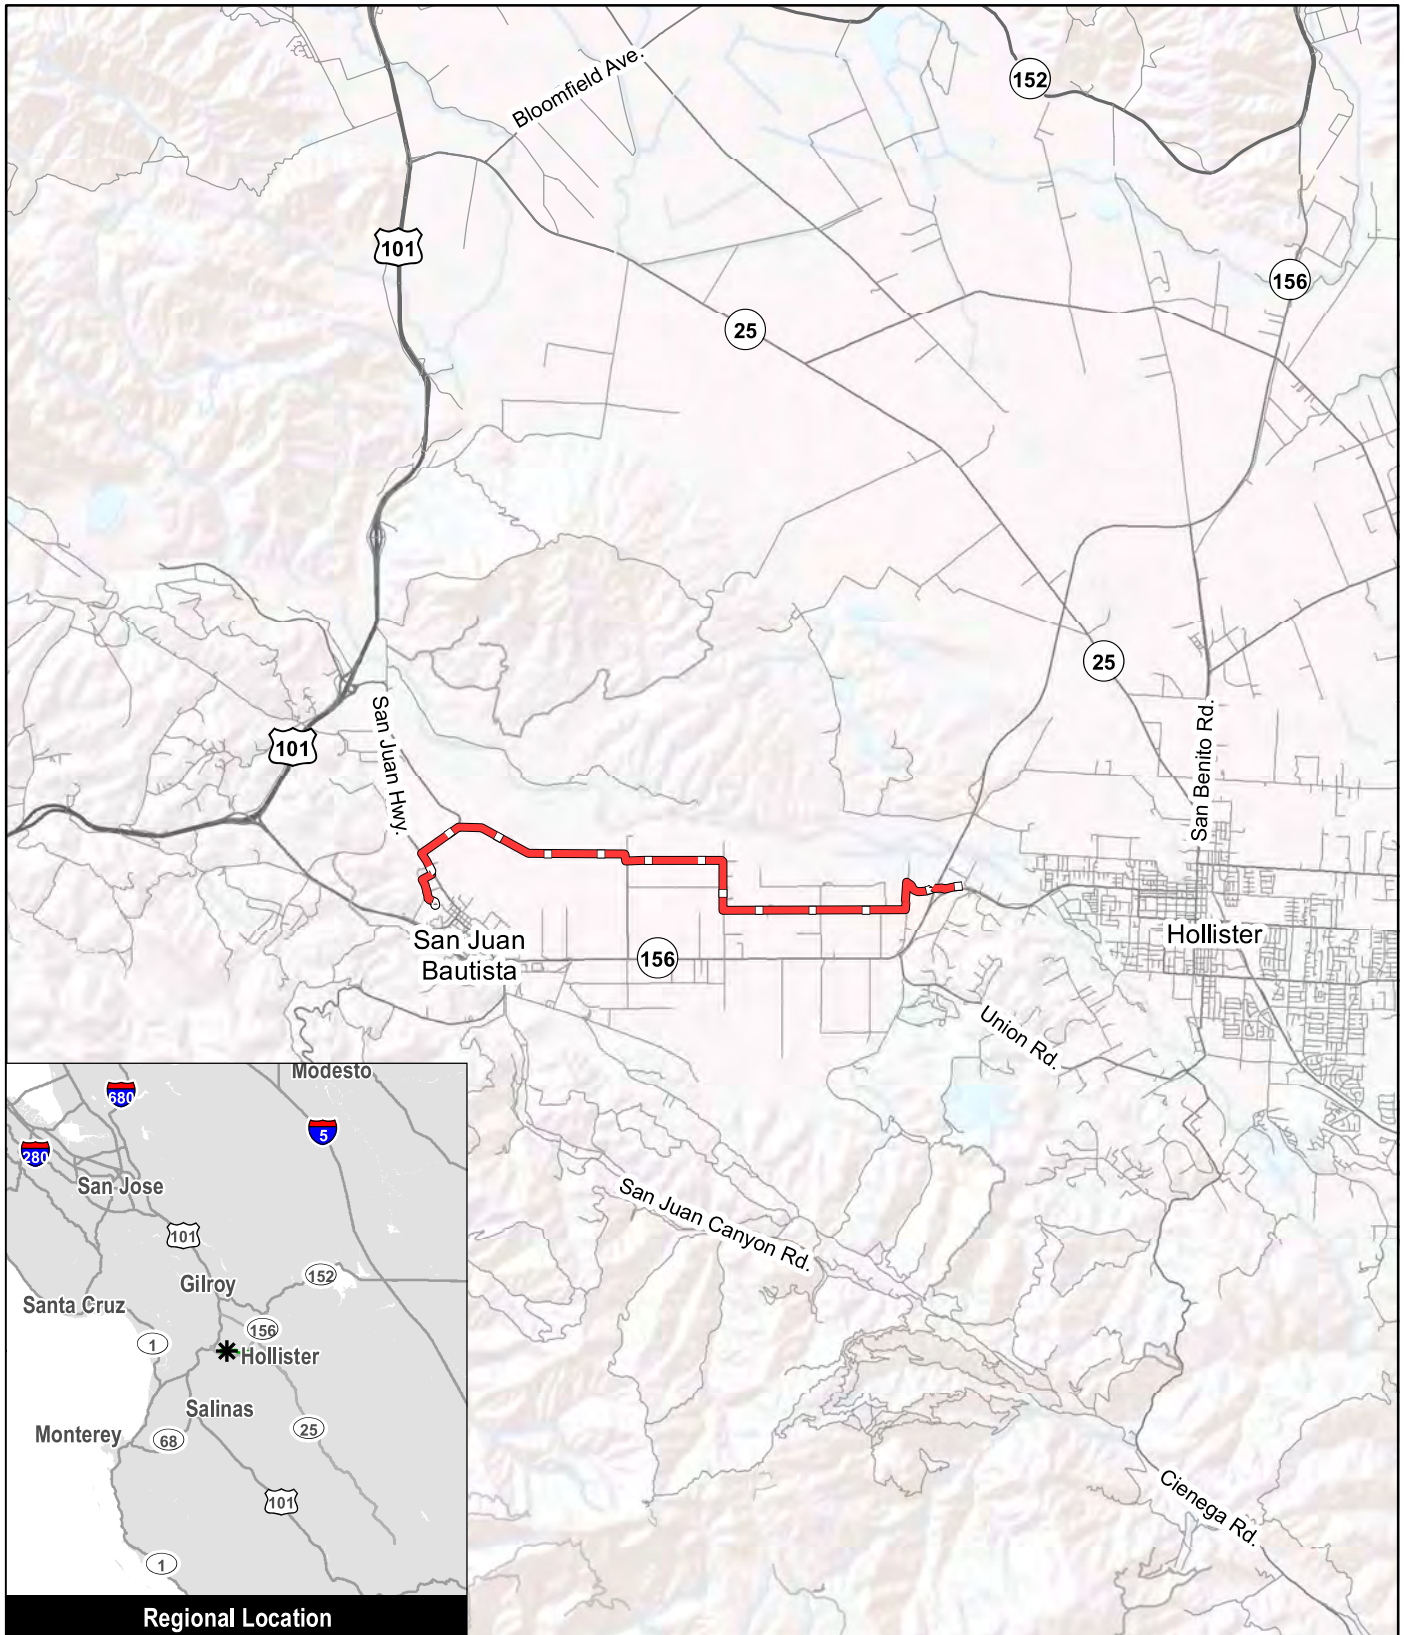 Bloomfield Ave.
152
101
156
25
25
San Juan Hwy.
101
San Benito Rd.
San Juan
Bautista
156
Hollister
Union Rd.
San Juan Canyon Rd.
Cienega Rd.
Modesto
680
5
280
San Jose
101
Gilroy
152
Santa Cruz
156
1
Hollister
Salinas
Monterey
68
25
101
1
Regional Location